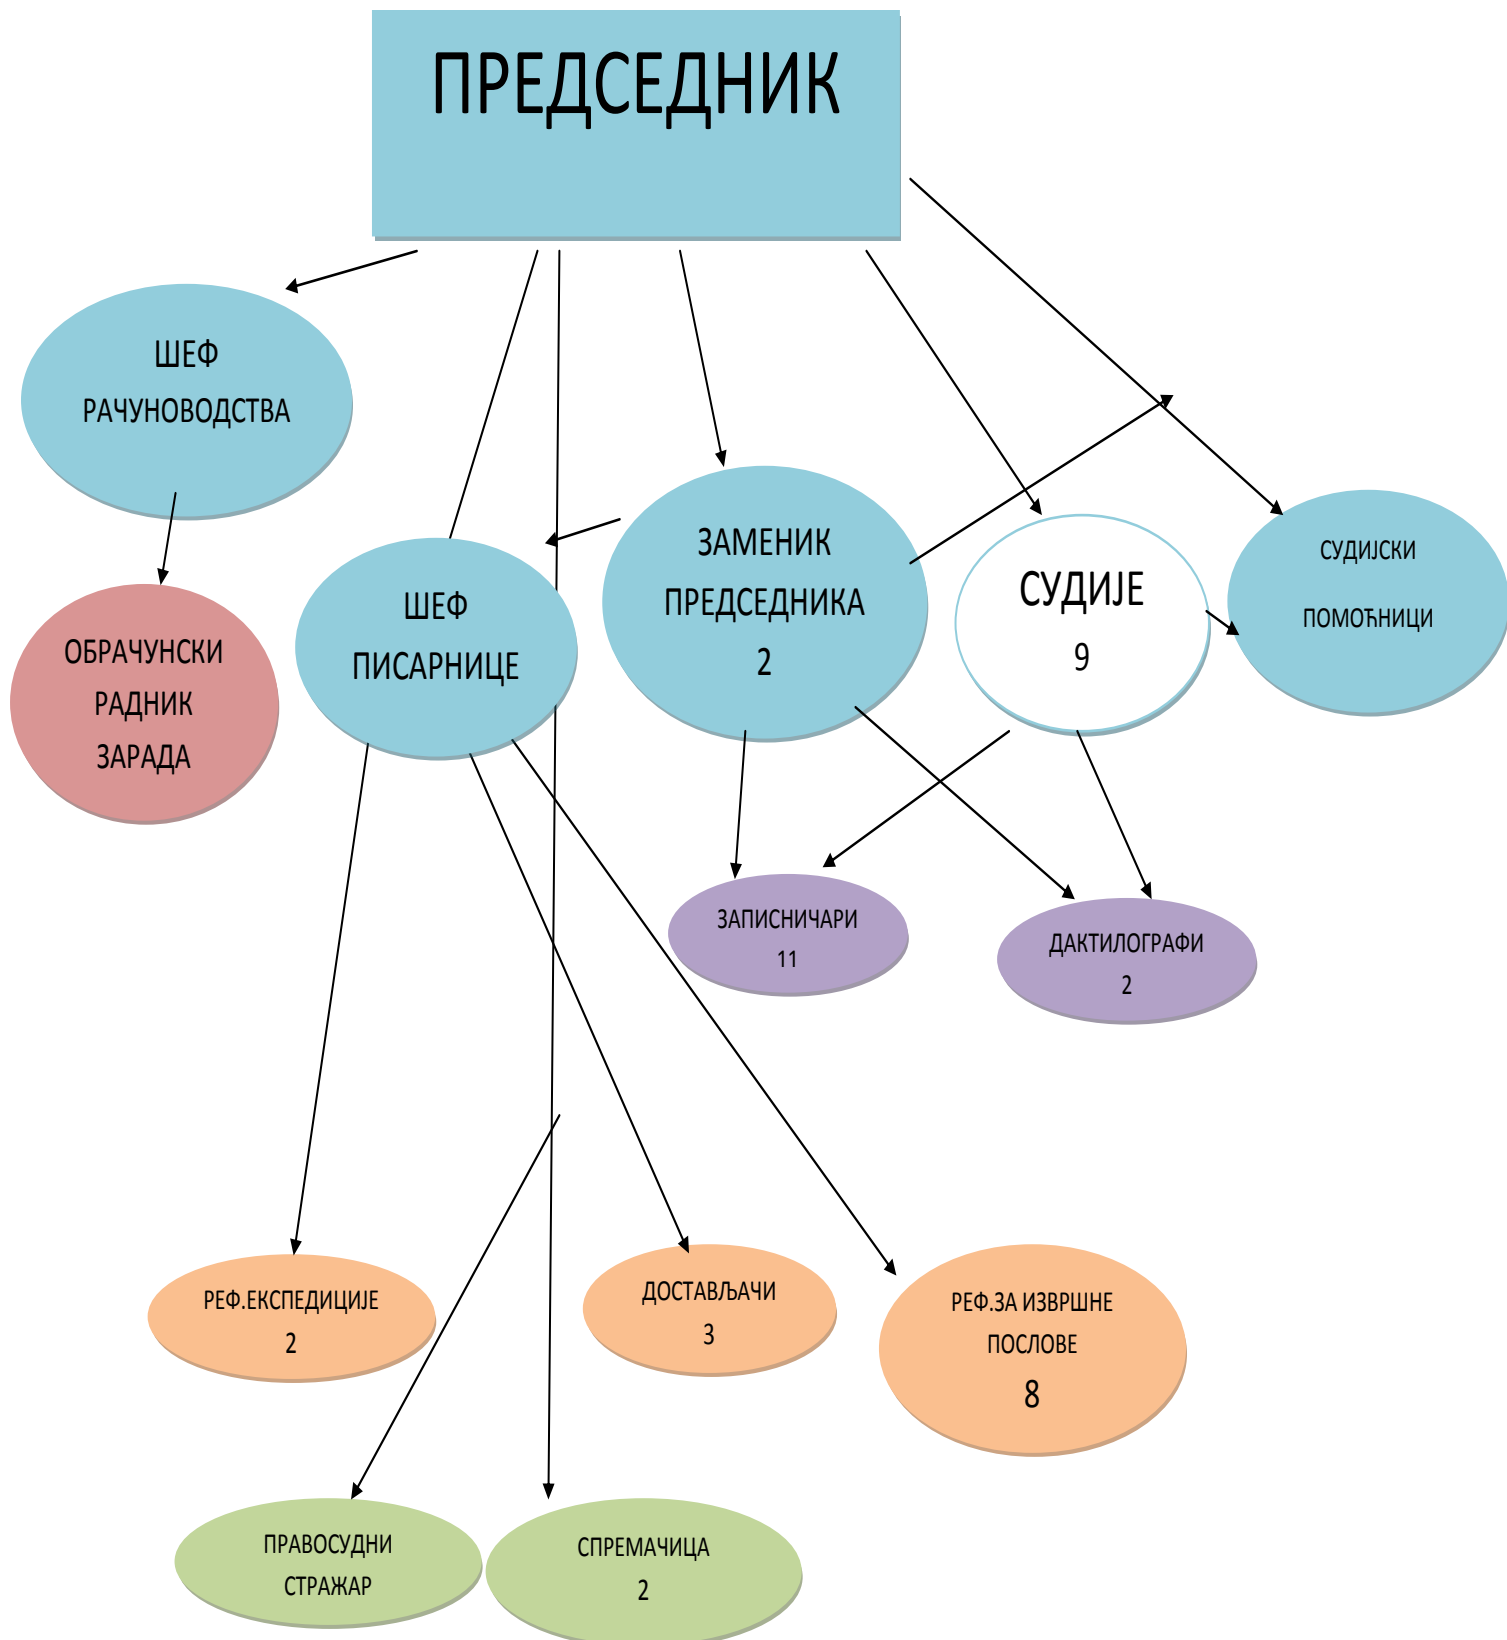 ПРЕДСЕДНИК
ШЕФ
РАЧУНОВОДСТВА
ЗАМЕНИК
ПРЕДСЕДНИКА
2
СУДИЈЕ
9
СУДИЈСКИ
ПОМОЋНИЦИ
ШЕФ
ПИСАРНИЦЕ
ОБРАЧУНСКИ
РАДНИК
ЗАРАДА
ЗАПИСНИЧАРИ
11
ДАКТИЛОГРАФИ
2
РЕФ.ЕКСПЕДИЦИЈЕ
2
ДОСТАВЉАЧИ
3
РЕФ.ЗА ИЗВРШНЕ
ПОСЛОВЕ
8
ПРАВОСУДНИ
СТРАЖАР
СПРЕМАЧИЦА
2